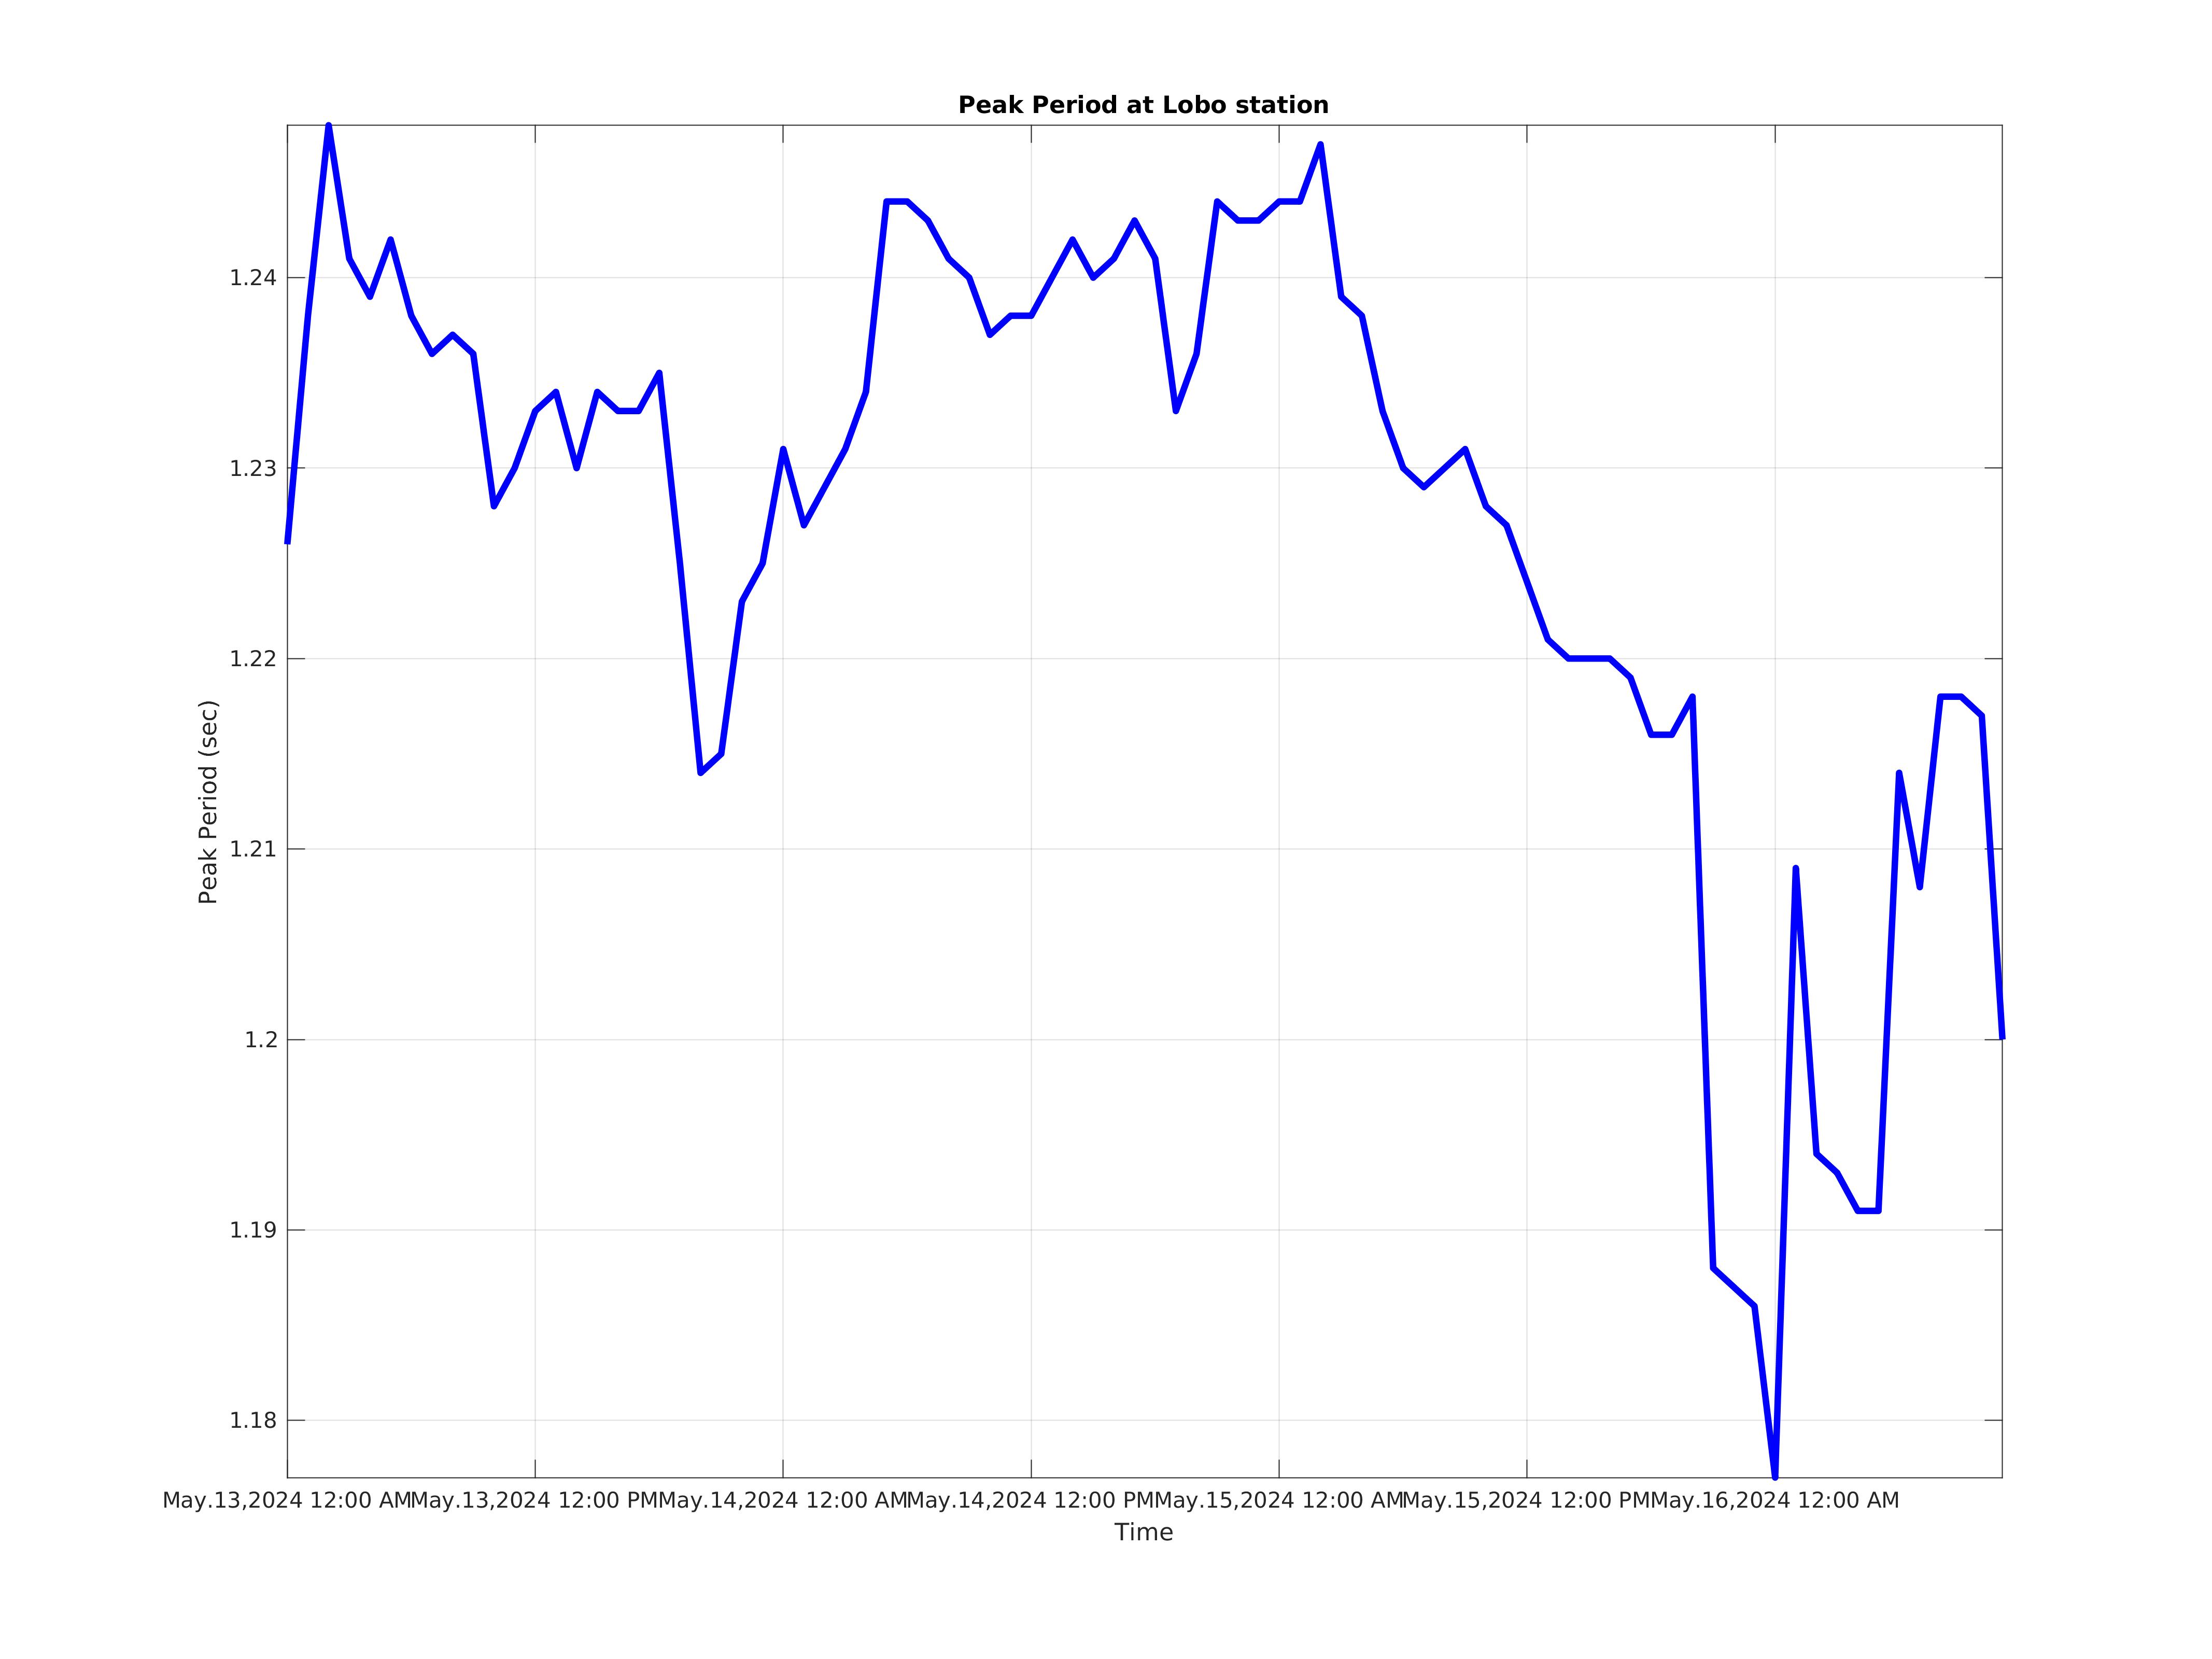 Peak Period at Lobo station
Peak Period (sec)
1.24
1.23
1.22
1.21
1.2
1.19
1.18
May.13,2024 12:00 AM May.13,2024 12:00 PM May.14,2024 12:00 AM May.14,2024 12:00 PM May.15,2024 12:00 AM May.15,2024 12:00 PM May.16,2024 12:00 AM
Time